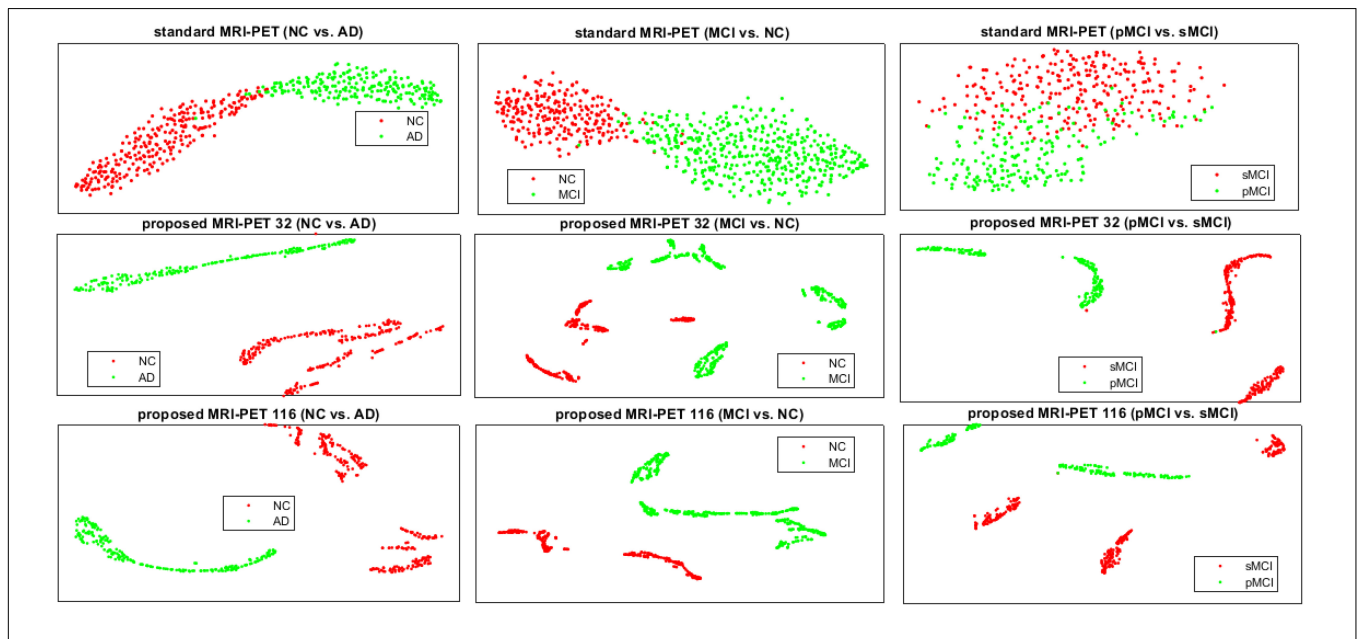 standard MRI-PET (NC vs. AD)
NC
AD
standard MRI-PET (MCI vs. NC)
NC
MCI
standard MRI-PET (pMCI vs. sMCI)
sMCI
pMCI
proposed MRI-PET 32 (NC vs. AD)
NC
AD
proposed MRI-PET 32 (MCI vs. NC)
NC
MCI
proposed MRI-PET 32 (pMCI vs. sMCI)
sMCI
pMCI
proposed MRI-PET 116 (NC vs. AD)
NC
AD
proposed MRI-PET 116 (MCI vs. NC)
NC
MCI
proposed MRI-PET 116 (pMCI vs. sMCI)
sMCI
pMCI